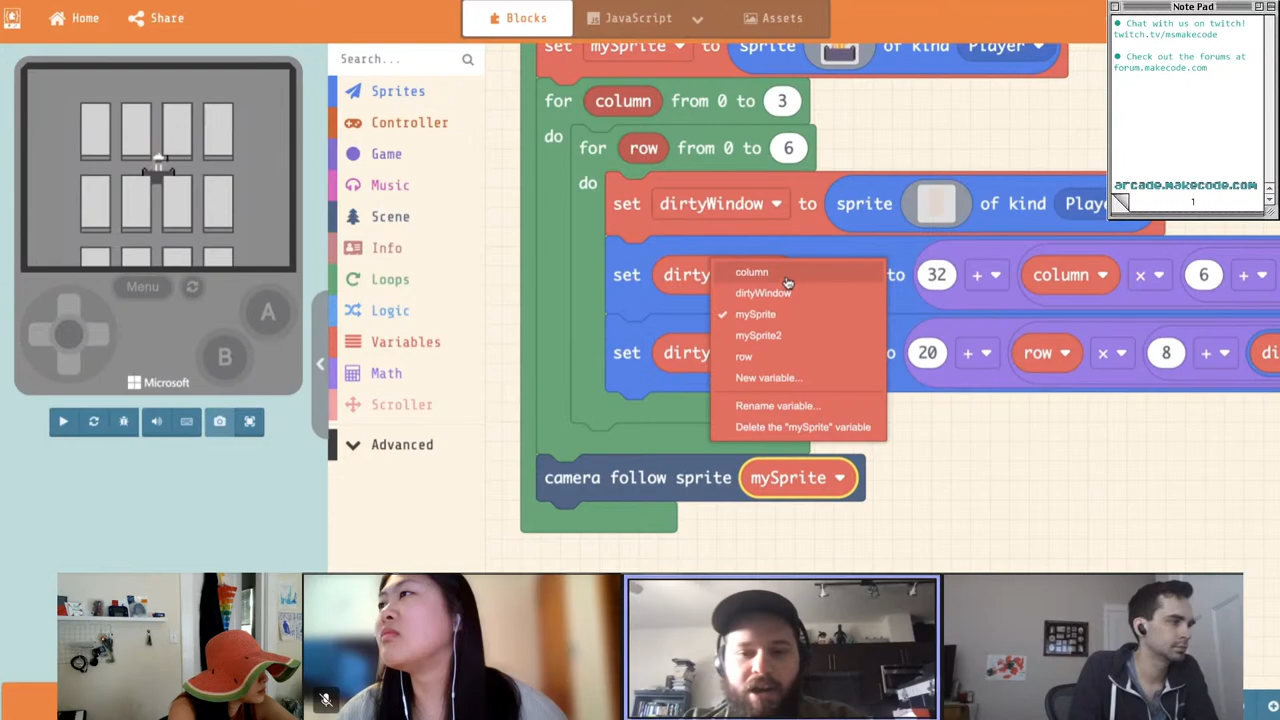 Home
Share
Blocks
JavaScript
Assets
Note Pad
Chat with us on twitch!
twitch.tv/msmakecode
Check out the forums at
forum.makecode.com
arcade.makecode.com
1
Search...
Sprites
Controller
Game
Music
Scene
Info
Loops
Logic
Variables
Math
Scroller
Advanced
Menu
A
B
Microsoft
set mySprite to sprite of kind Player
for column from 0 to 3
do for row from 0 to 6
do set dirtyWindow to sprite of kind
set to 32 + column × 6 +
set to 20 + row × 8 +
column
dirtyWindow
mySprite
mySprite2
row
New variable...
Rename variable...
Delete the "mySprite" variable
camera follow sprite mySprite